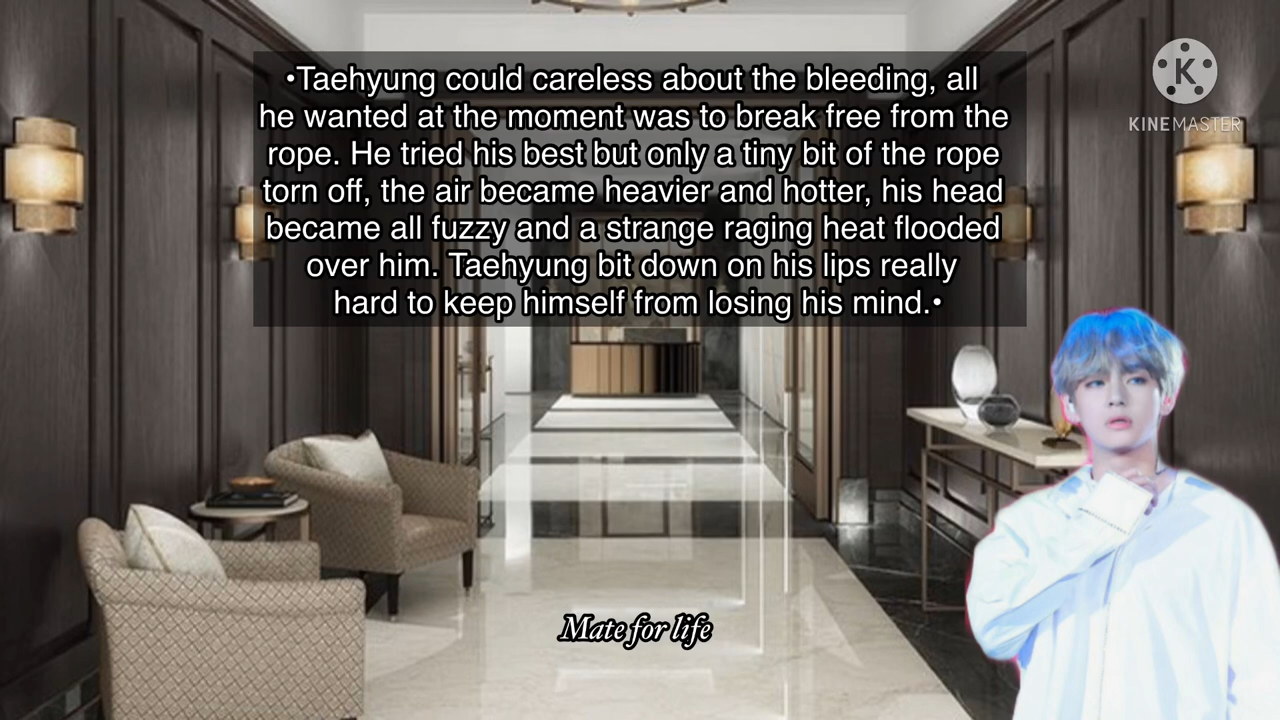 •Taehyung could careless about the bleeding, all
he wanted at the moment was to break free from the
rope. He tried his best but only a tiny bit of the rope
torn off, the air became heavier and hotter, his head
became all fuzzy and a strange raging heat flooded
over him. Taehyung bit down on his lips really
hard to keep himself from losing his mind.•
K
KINEMASTER
Mate for life